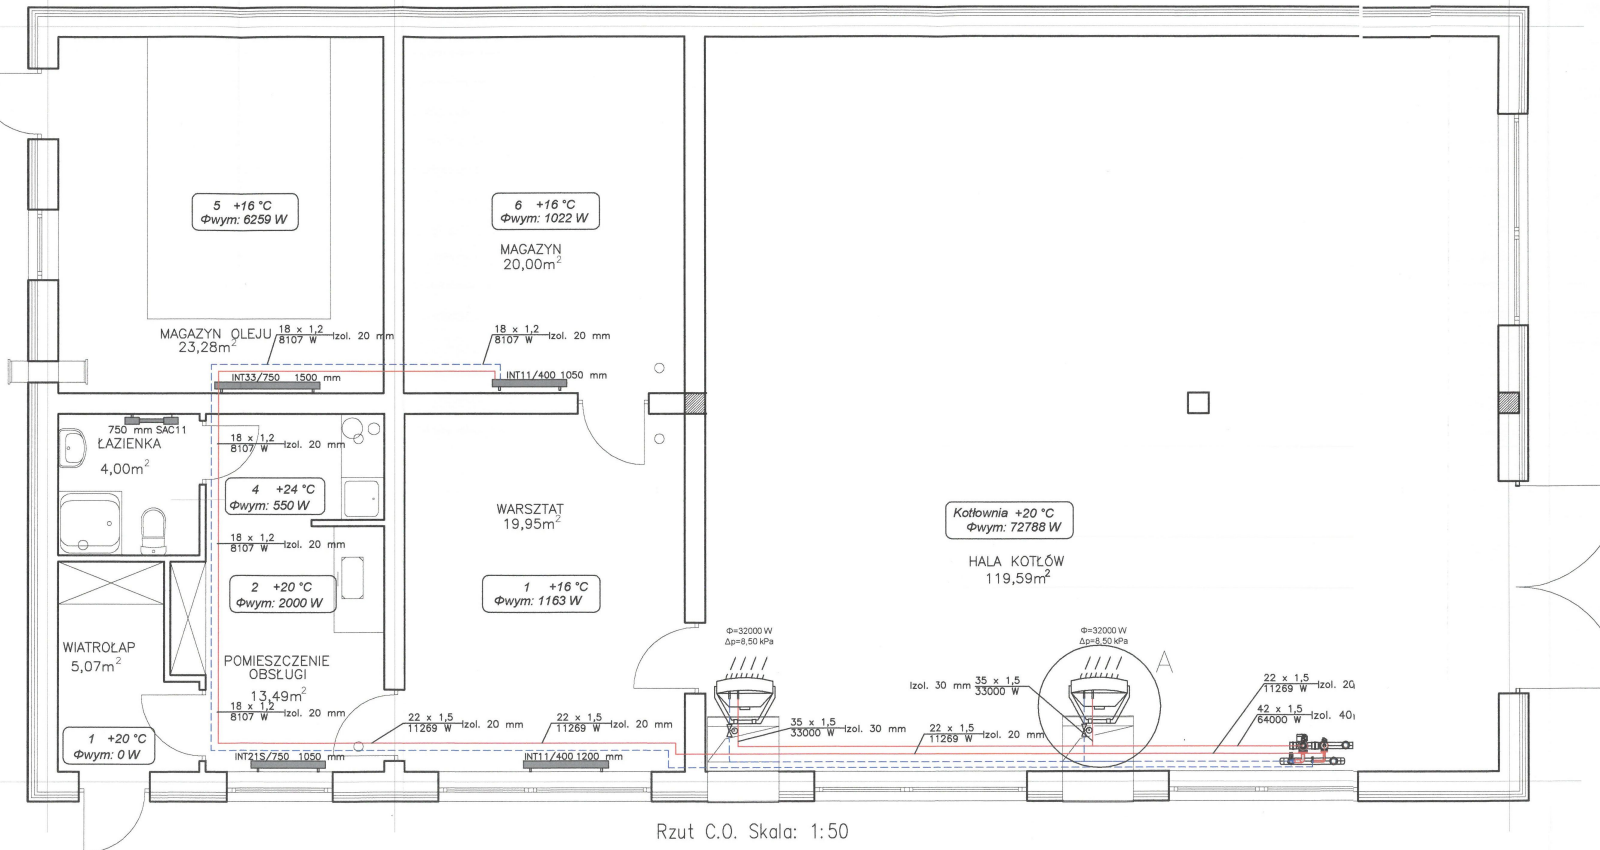 5 +16 °C
Φwym: 6259 W
6 +16 °C
Φwym: 1022 W
MAGAZYN
20,00m²
MAGAZYN OLEJU
23,28m²
18 x 1,2
8107 W
Izol. 20 mm
18 x 1,2
8107 W
Izol. 20 mm
INT33/750 1500 mm
INT11/400 1050 mm
750 mm SAC11
ŁAZIENKA
4,00m²
18 x 1,2
8107 W
Izol. 20 mm
4 +24 °C
Φwym: 550 W
WARSZTAT
19,95m²
Kotłownia +20 °C
Φwym: 72788 W
HALA KOTŁÓW
119,59m²
18 x 1,2
8107 W
Izol. 20 mm
2 +20 °C
Φwym: 2000 W
1 +16 °C
Φwym: 1163 W
WIATROŁAP
5,07m²
POMIESZCZENIE
OBSŁUGI
13,49m²
Φ=32000 W
Δp=8,50 kPa
Φ=32000 W
Δp=8,50 kPa
A
18 x 1,2
8107 W
Izol. 20 mm
22 x 1,5
11269 W
Izol. 20 mm
22 x 1,5
11269 W
Izol. 20 mm
35 x 1,5
33000 W
Izol. 30 mm
22 x 1,5
11269 W
Izol. 20 mm
Izol. 30 mm
35 x 1,5
33000 W
22 x 1,5
11269 W
Izol. 20
42 x 1,5
64000 W
Izol. 40
1 +20 °C
Φwym: 0 W
INT21S/750 1050 mm
INT11/400 1200 mm
Rzut C.O. Skala: 1:50